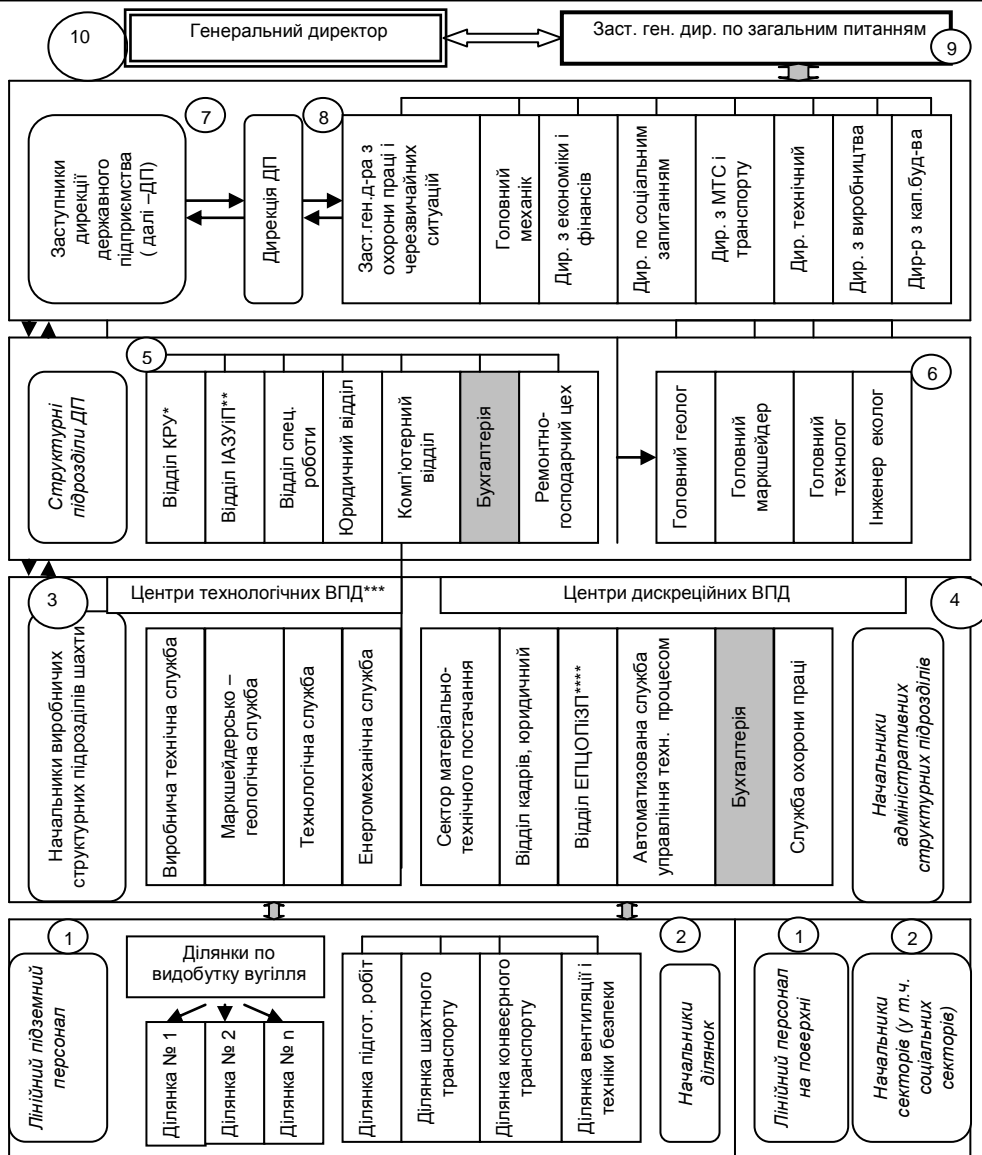 10
Генеральний директор
Заст. ген. дир. по загальним питанням
9
7
8
Заступники
дирекції
державного
підприємства
( далі –ДП)
Дирекція ДП
Заст.ген.д-ра з
охорони праці і
черезвичайних
ситуацій
Головний
механік
Дир. з економіки і
фінансів
Дир. по соціальним
запитанням
Дир. з МТС і
транспорту
Дир. технічний
Дир. з виробництва
Дир-р з кап.буд-ва
5
6
Структурні
підрозділи ДП
Відділ КРУ*
Відділ ІАЗУіП**
Відділ спец.
роботи
Юридичний відділ
Комп’ютерний
відділ
Бухгалтерія
Ремонтно-
господарчий цех
Головний геолог
Головний
маркшейдер
Головний
технолог
Інженер еколог
3
Центри технологічних ВПД***
Центри дискреційних ВПД
4
Начальники виробничих
структурних підрозділів шахти
Виробнича технічна служба
Маркшейдерсько –
геологічна служба
Технологічна служба
Енергомеханічна служба
Сектор матеріально-
технічного постачання
Відділ кадрів, юридичний
Відділ ЕПЦОПіЗП****
Автоматизована служба
управління техн. процесом
Бухгалтерія
Служба охорони праці
Начальники
адміністративних
структурних підрозділів
1
Лінійний підземний
персонал
Ділянки по
видобутку вугілля
Ділянка № 1
Ділянка № 2
Ділянка № n
Ділянка підгот. робіт
Ділянка шахтного
транспорту
Ділянка конвеєрного
транспорту
Ділянка вентиляції і
техніки безпеки
2
Начальники
ділянок
1
Лінійний персонал
на поверхні
2
Начальники
секторів (у т.ч.
соціальних
секторів)